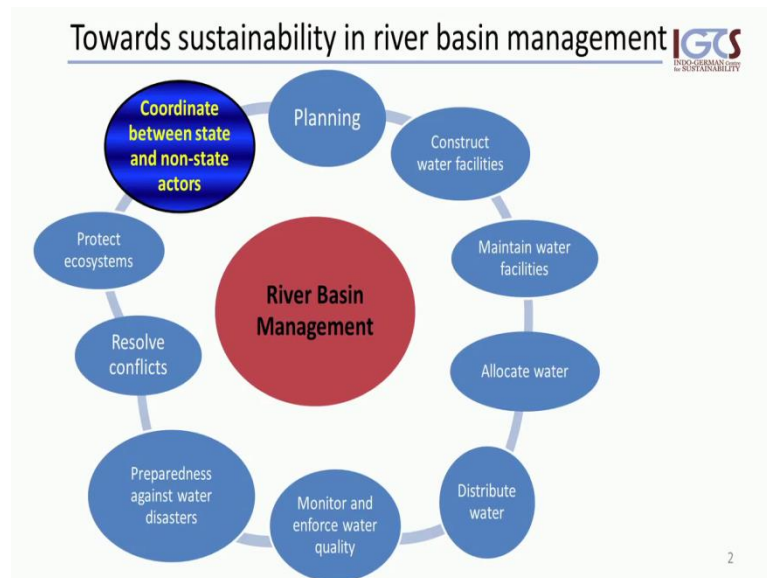 Towards sustainability in river basin management
IGCS
INDO-GERMAN Centre
for SUSTAINABILITY
Coordinate
between state
and non-state
actors
Planning
Construct
water facilities
Maintain water
facilities
Allocate water
Distribute
water
Monitor and
enforce water
quality
Preparedness
against water
disasters
Resolve
conflicts
Protect
ecosystems
River Basin
Management
2